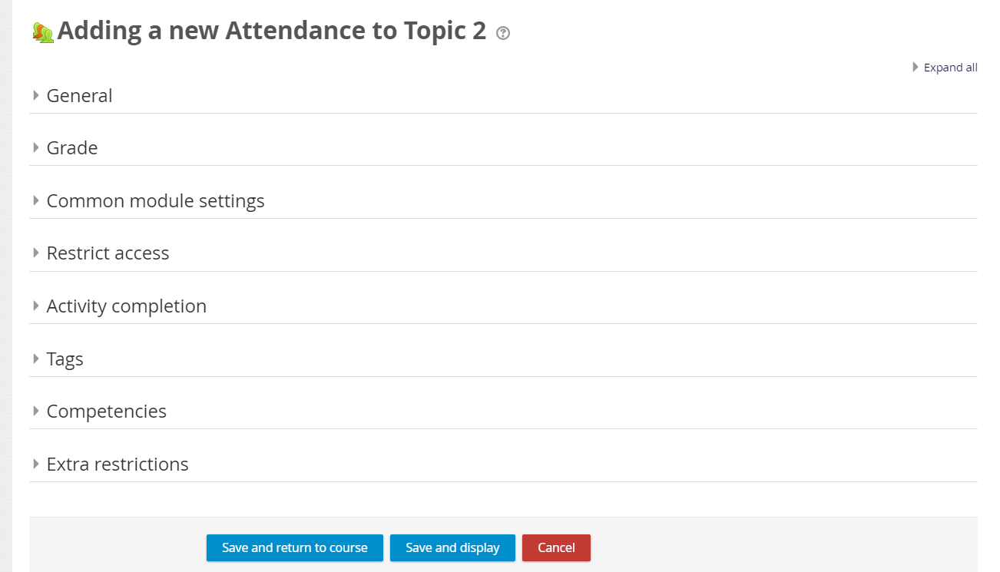 Adding a new Attendance to Topic 2
Expand all
General
Grade
Common module settings
Restrict access
Activity completion
Tags
Competencies
Extra restrictions
Save and return to course Save and display Cancel